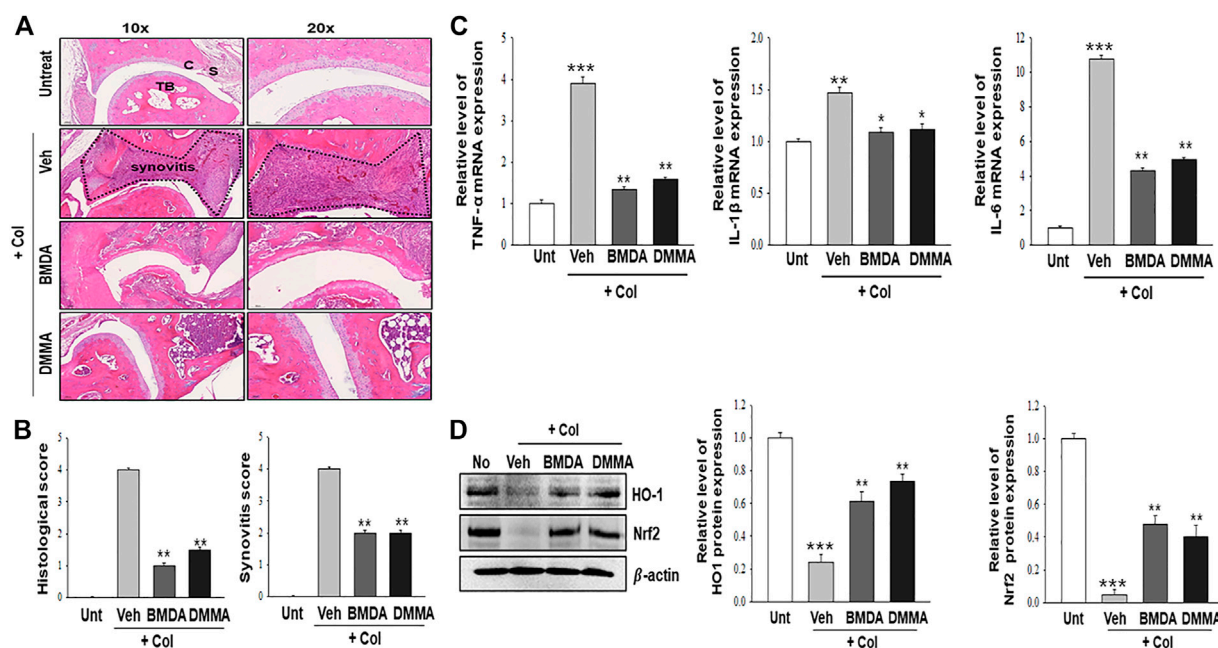 A
10x
20x
Untreat
C
S
TB
+ Col
Veh
synovitis
BMDA
DMMA
B
Histological score
5
4
3
2
1
0
**
**
Unt
Veh
BMDA
DMMA
+ Col
Synovitis score
5
4
3
2
1
0
**
**
Unt
Veh
BMDA
DMMA
+ Col
C
Relative level of
TNF-α mRNA expression
5
4
3
2
1
0
***
**
**
Unt
Veh
BMDA
DMMA
+ Col
Relative level of
IL-1β mRNA expression
2.0
1.5
1.0
0.5
0.0
**
*
*
Unt
Veh
BMDA
DMMA
+ Col
Relative level of
IL-6 mRNA expression
12
10
8
6
4
2
0
***
**
**
Unt
Veh
BMDA
DMMA
+ Col
D
+ Col
No
Veh
BMDA
DMMA
HO-1
Nrf2
β-actin
Relative level of
HO1 protein expression
1.2
1.0
0.8
0.6
0.4
0.2
0.0
***
**
**
Unt
Veh
BMDA
DMMA
+ Col
Relative level of
Nrf2 protein expression
1.2
1.0
0.8
0.6
0.4
0.2
0.0
***
**
**
Unt
Veh
BMDA
DMMA
+ Col